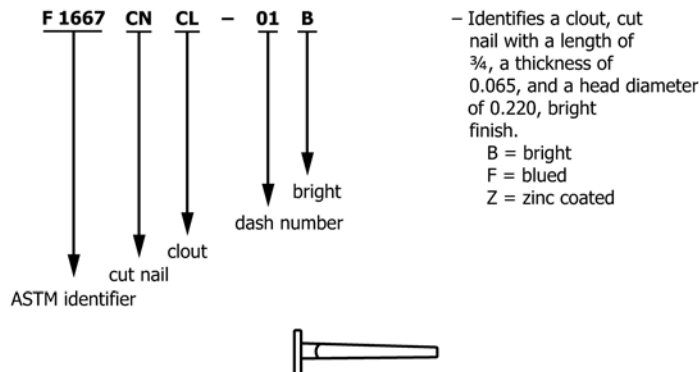 F 1667 CN CL – 01 B
– Identifies a clout, cut
nail with a length of
¾, a thickness of
0.065, and a head diameter
of 0.220, bright
finish.
B = bright
F = blued
Z = zinc coated
bright
dash number
clout
cut nail
ASTM identifier